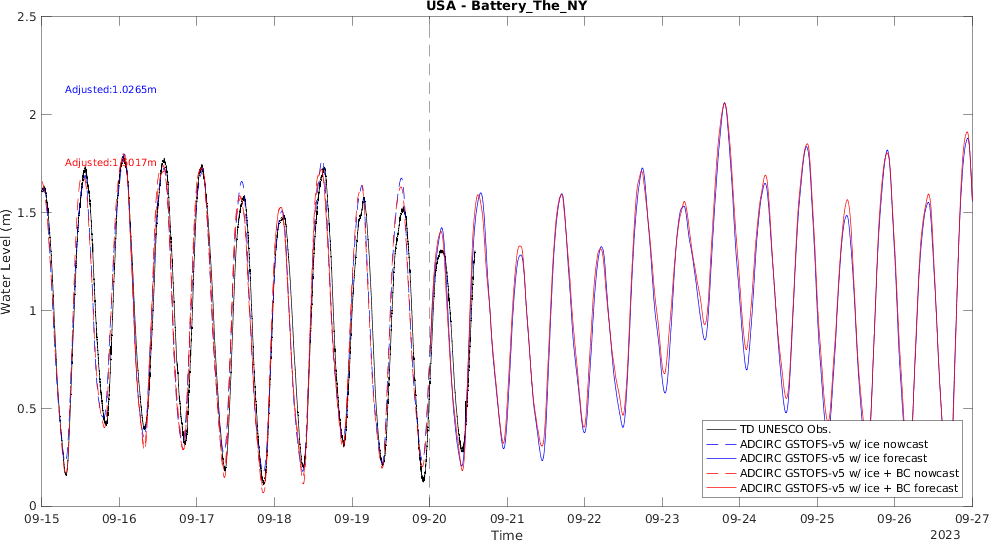 USA - Battery_The_NY
2.5
2
1.5
1
0.5
0
Water Level (m)
Adjusted:1.0265m
TD UNESCO Obs.
ADCIRC GSTOFS-v5 w/ ice nowcast
ADCIRC GSTOFS-v5 w/ ice forecast
ADCIRC GSTOFS-v5 w/ ice + BC nowcast
ADCIRC GSTOFS-v5 w/ ice + BC forecast
09-15 09-16 09-17 09-18 09-19 09-20 09-21 09-22 09-23 09-24 09-25 09-26 09-27
Time
2023